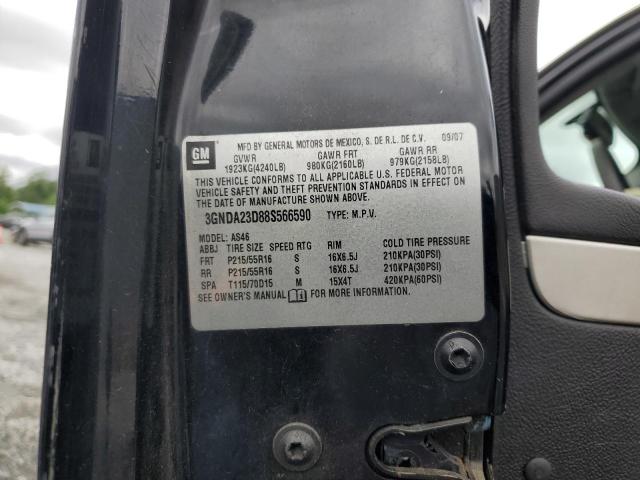 GM
MFD BY GENERAL MOTORS DE MEXICO, S. DE R.L. DE C.V. 09/07
GVWR GAWR FRT GAWR RR
1923KG(4240LB) 980KG(2160LB) 979KG(2158LB)
THIS VEHICLE CONFORMS TO ALL APPLICABLE U.S. FEDERAL MOTOR
VEHICLE SAFETY AND THEFT PREVENTION STANDARDS IN EFFECT ON
THE DATE OF MANUFACTURE SHOWN ABOVE.
3GNDA23D88S566590 TYPE: M.P.V.
MODEL: AS46
ABBJ TIRE SIZE SPEED RTG RIM COLD TIRE PRESSURE
FRT P215/55R16 S 16X6.5J 210KPA(30PSI)
RR P215/55R16 S 16X6.5J 210KPA(30PSI)
SPA T115/70D15 M 15X4T 420KPA(60PSI)
SEE OWNER'S MANUAL FOR MORE INFORMATION.